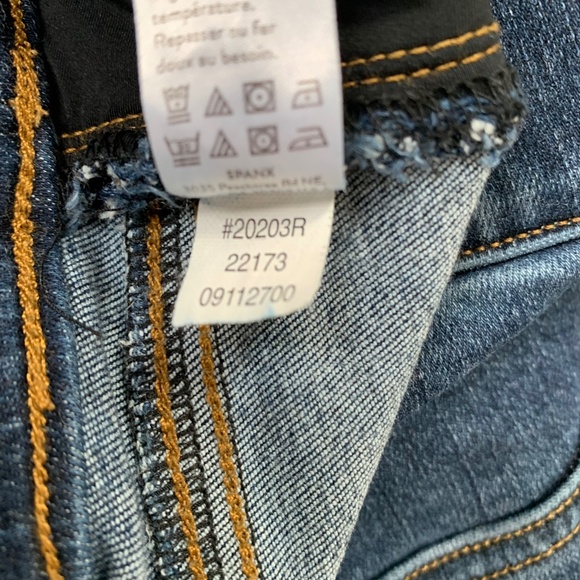 température.
Repasser au fer
doux au besoin.
SPANX
#20203R
22173
09112700